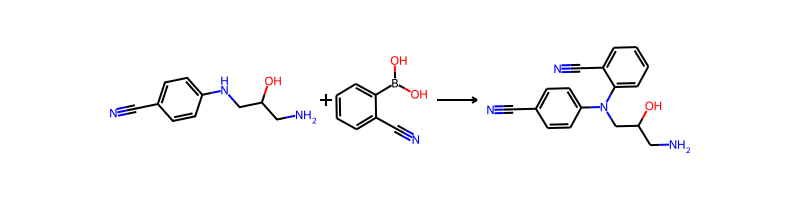 N H N OH NH₂ + OH B OH N
N N N OH NH₂